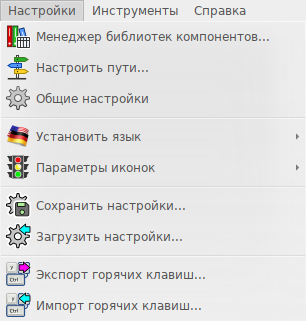 Настройки Инструменты Справка
Менеджер библиотек компонентов...
Настроить пути...
Общие настройки
Установить язык
Параметры иконок
Сохранить настройки...
Загрузить настройки...
Экспорт горячих клавиш...
Импорт горячих клавиш...